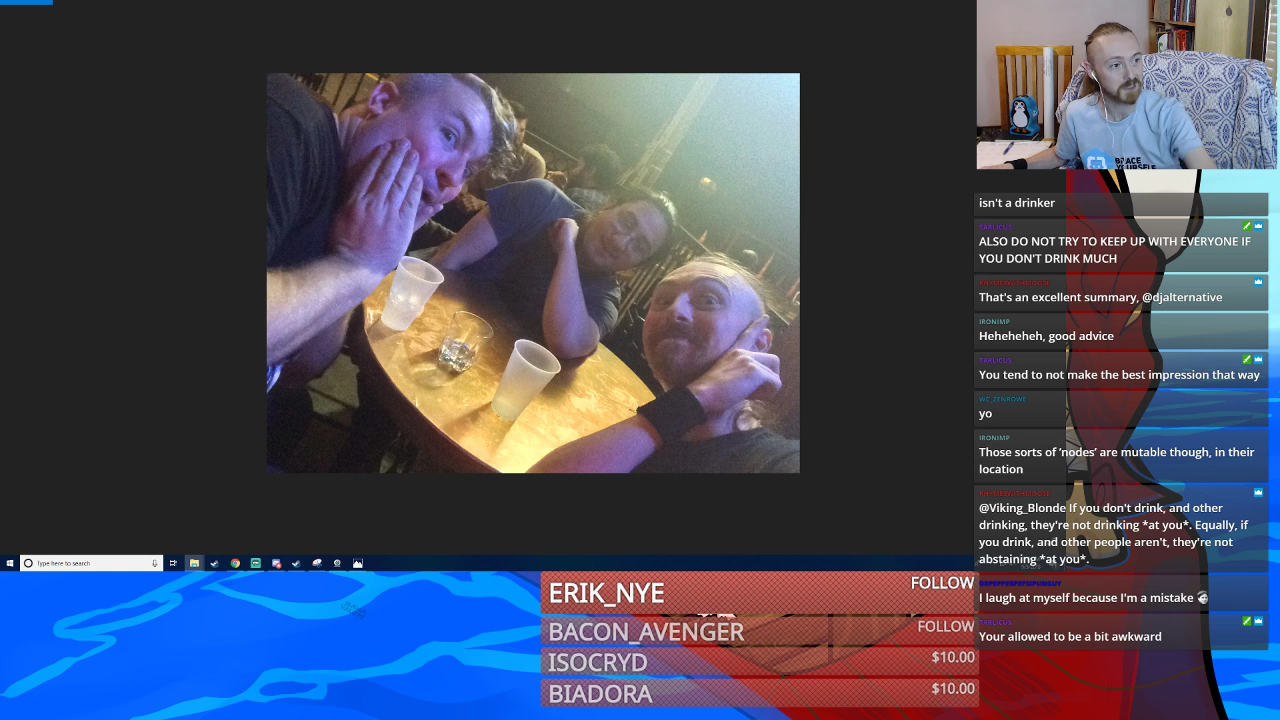 isn't a drinker
TARLICUS
ALSO DO NOT TRY TO KEEP UP WITH EVERYONE IF
YOU DON'T DRINK MUCH
That's an excellent summary, @djalternative
IRONIMP
Heheheheh, good advice
TARLICUS
You tend to not make the best impression that way
WC_ZENROWE
yo
IRONIMP
Those sorts of 'nodes' are mutable though, in their
location
@Viking_Blonde If you don't drink, and other
drinking, they're not drinking *at you*. Equally, if
you drink, and other people aren't, they're not
abstaining *at you*.
I laugh at myself because I'm a mistake
TARLICUS
Your allowed to be a bit awkward
Type here to search
ERIK_NYE
FOLLOW
BACON_AVENGER
FOLLOW
ISOCRYD
$10.00
BIADORA
$10.00